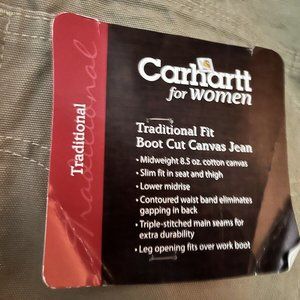 Carhartt
for women
Traditional
Traditional
Traditional Fit
Boot Cut Canvas Jean
• Midweight 8.5 oz. cotton canvas
• Slim fit in seat and thigh
• Lower midrise
• Contoured waist band eliminates
gapping in back
• Triple-stitched main seams for
extra durability
• Leg opening fits over work boot